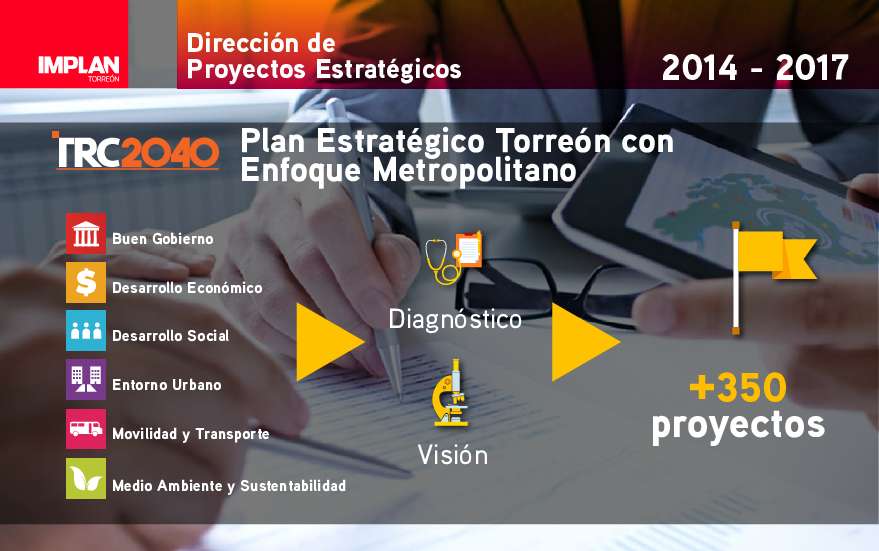 IMPLAN
TORREÓN
Dirección de
Proyectos Estratégicos
2014 - 2017
TRC2040
Plan Estratégico Torreón con
Enfoque Metropolitano
Buen Gobierno
Desarrollo Económico
Desarrollo Social
Entorno Urbano
Movilidad y Transporte
Medio Ambiente y Sustentabilidad
Diagnóstico
Visión
+350
proyectos